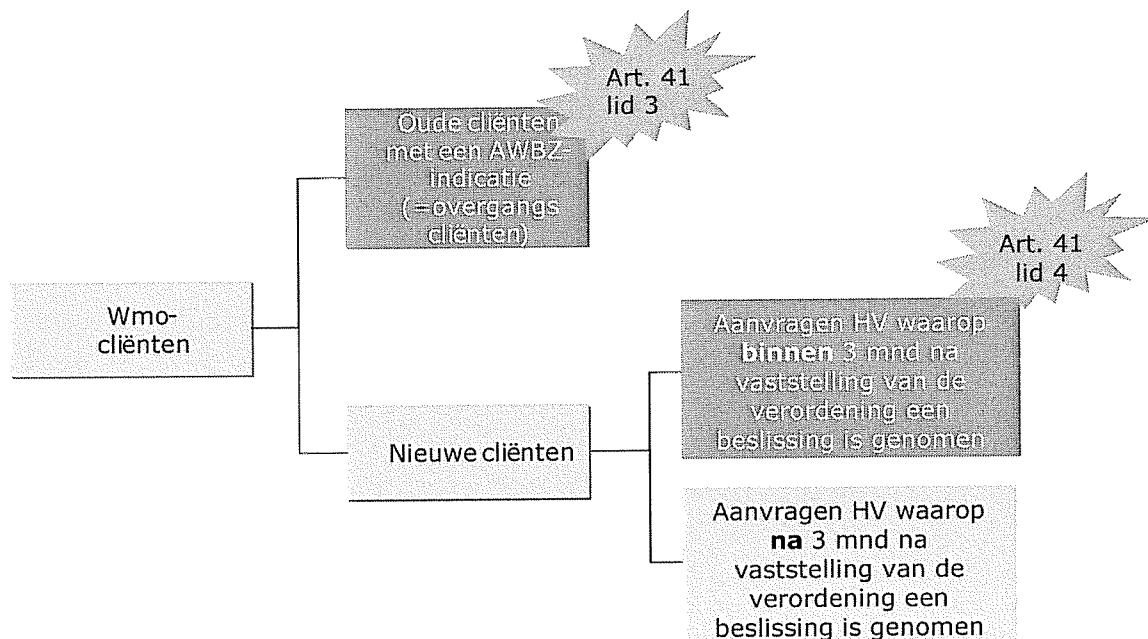 Art. 41
lid 3
Oude cliënten
met een AWBZ-
indicatie
(=overgangs
cliënten)
Art. 41
lid 4
Wmo-
cliënten
Aanvragen HV waarop
binnen 3 mnd na
vaststelling van de
verordening een
beslissing is genomen
Nieuwe cliënten
Aanvragen HV waarop
na 3 mnd na
vaststelling van de
verordening een
beslissing is genomen